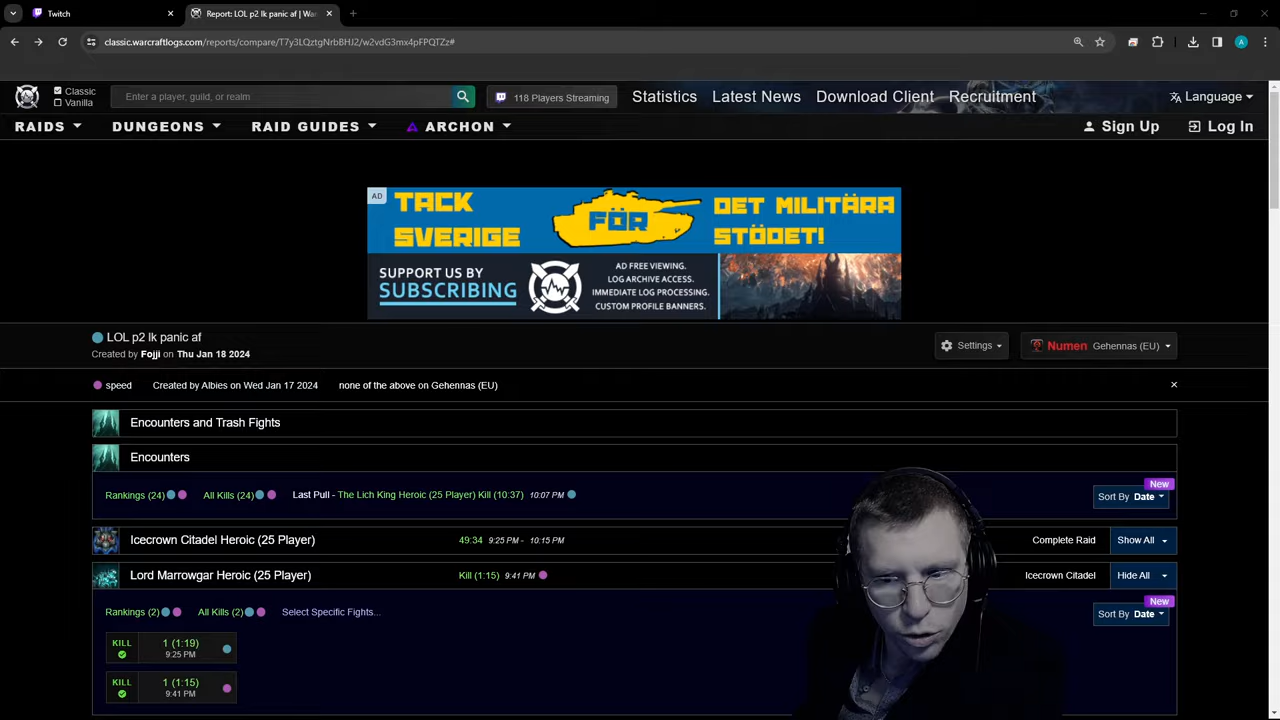 Twitch
Report: LOL p2 lk panic af | War
classic.warcraftlogs.com/reports/compare/T7y3LQztgNrbBHJ2/w2vdG3mx4pFPQTZz#
Classic
Vanilla
Enter a player, guild, or realm
118 Players Streaming
Statistics
Latest News
Download Client
Recruitment
Language
RAIDS
DUNGEONS
RAID GUIDES
ARCHON
Sign Up
Log In
AD
TACK
SVERIGE
FÖR
DET MILITÄRA
STÖDET!
SUPPORT US BY
SUBSCRIBING
AD FREE VIEWING.
LOG ARCHIVE ACCESS.
IMMEDIATE LOG PROCESSING.
CUSTOM PROFILE BANNERS.
LOL p2 lk panic af
Created by Fojji on Thu Jan 18 2024
Settings
Numen Gehennas (EU)
speed Created by Albies on Wed Jan 17 2024 none of the above on Gehennas (EU)
Encounters and Trash Fights
Encounters
Rankings (24) All Kills (24) Last Pull - The Lich King Heroic (25 Player) Kill (10:37) 10:07 PM
New
Sort By Date
Icecrown Citadel Heroic (25 Player) 49:34 9:25 PM - 10:15 PM Complete Raid Show All
Lord Marrowgar Heroic (25 Player) Kill (1:15) 9:41 PM Icecrown Citadel Hide All
Rankings (2) All Kills (2) Select Specific Fights...
New
Sort By Date
KILL 1 (1:19)
9:25 PM
KILL 1 (1:15)
9:41 PM